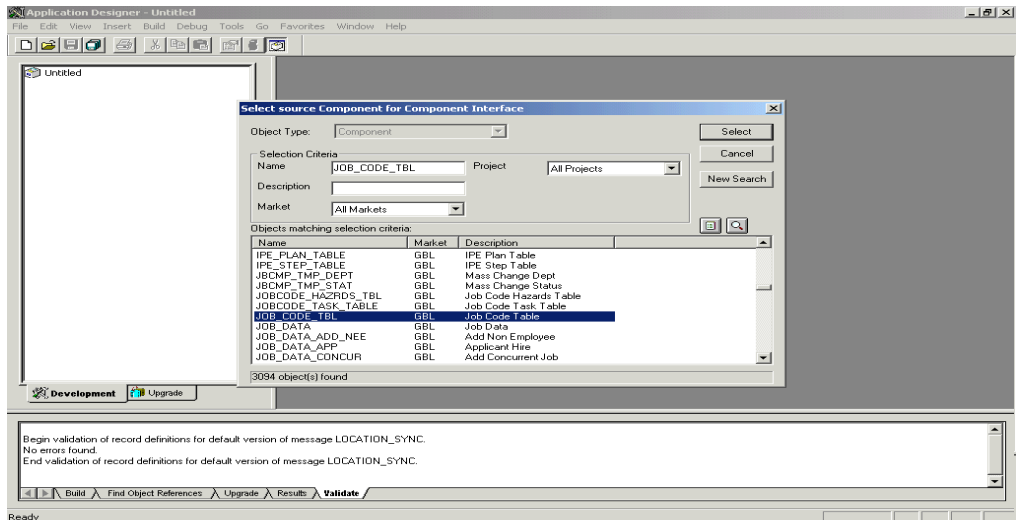 Application Designer - Untitled
File Edit View Insert Build Debug Tools Go Favorites Window Help
Untitled
Select source Component for Component Interface
Object Type: Component
Select
Selection Criteria
Cancel
Name JOB_CODE_TBL Project All Projects
New Search
Description
Market All Markets
Objects matching selection criteria:
Name Market Description
IPE_PLAN_TABLE GBL IPE Plan Table
IPE_STEP_TABLE GBL IPE Step Table
JBCMP_TMP_DEPT GBL Mass Change Dept
JBCMP_TMP_STAT GBL Mass Change Status
JOBCODE_HAZRDS_TBL GBL Job Code Hazards Table
JOBCODE_TASK_TABLE GBL Job Code Task Table
JOB_CODE_TBL GBL Job Code Table
JOB_DATA GBL Job Data
JOB_DATA_ADD_NEE GBL Add Non Employee
JOB_DATA_APP GBL Applicant Hire
JOB_DATA_CONCUR GBL Add Concurrent Job
3094 object(s) found
Development Upgrade
Begin validation of record definitions for default version of message LOCATION_SYNC.
No errors found.
End validation of record definitions for default version of message LOCATION_SYNC.
Build Find Object References Upgrade Results Validate
Ready